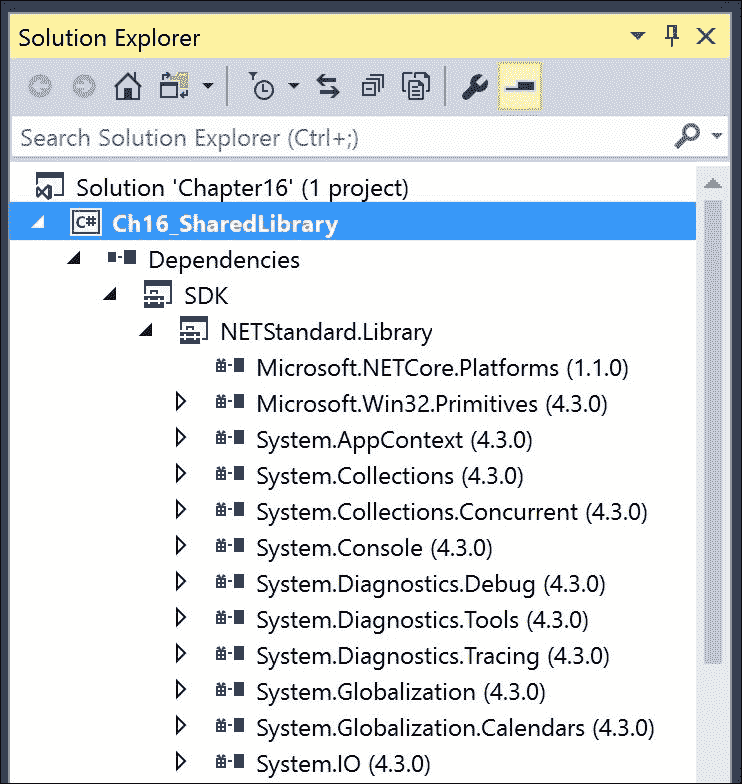 Solution Explorer
Search Solution Explorer (Ctrl+;)
Solution 'Chapter16' (1 project)
C# Ch16_SharedLibrary
Dependencies
SDK
NETStandard.Library
Microsoft.NETCore.Platforms (1.1.0)
Microsoft.Win32.Primitives (4.3.0)
System.AppContext (4.3.0)
System.Collections (4.3.0)
System.Collections.Concurrent (4.3.0)
System.Console (4.3.0)
System.Diagnostics.Debug (4.3.0)
System.Diagnostics.Tools (4.3.0)
System.Diagnostics.Tracing (4.3.0)
System.Globalization (4.3.0)
System.Globalization.Calendars (4.3.0)
System.IO (4.3.0)